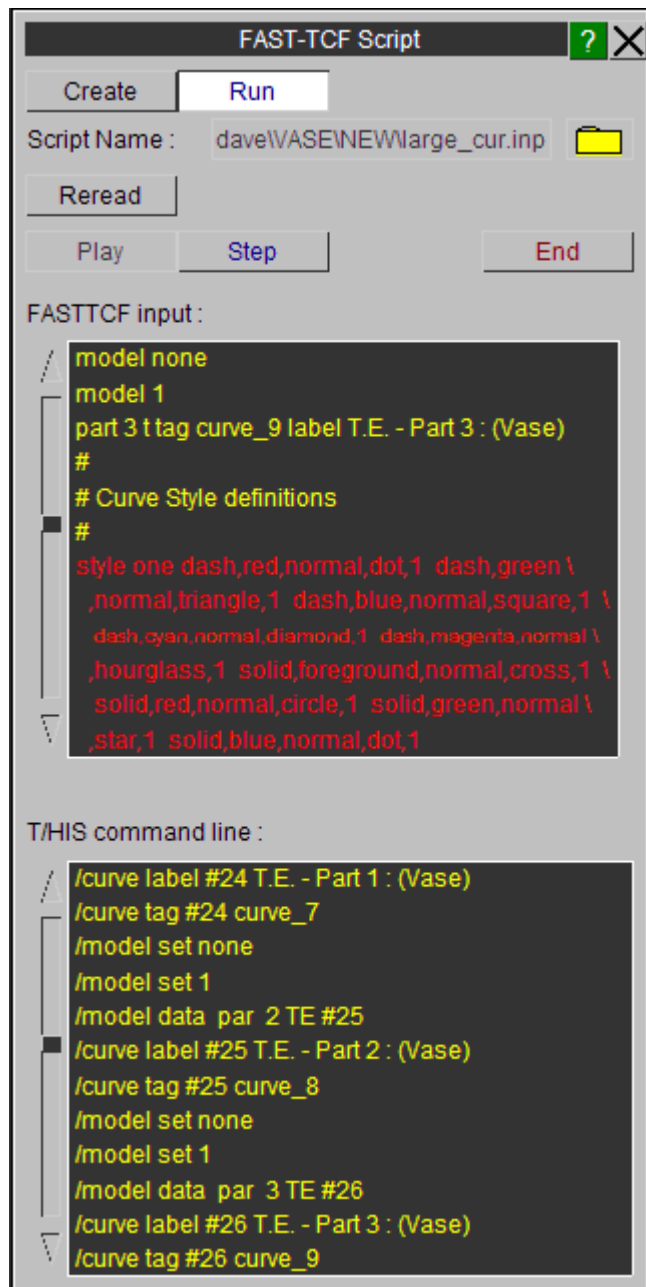 FAST-TCF Script ? X
Create Run
Script Name : dave\VASE\NEW\large_cur.inp
Reread
Play Step End
FASTTCF input :
model none
model 1
part 3 t tag curve_9 label T.E. - Part 3 : (Vase)
#
# Curve Style definitions
#
style one dash,red,normal,dot,1 dash,green \
,normal,triangle,1 dash,blue,normal,square,1 \
dash,cyan,normal,diamond,1 dash,magenta,normal \
,hourglass,1 solid,foreground,normal,cross,1 \
solid,red,normal,circle,1 solid,green,normal \
,star,1 solid,blue,normal,dot,1
T/HIS command line :
/curve label #24 T.E. - Part 1 : (Vase)
/curve tag #24 curve_7
/model set none
/model set 1
/model data par 2 TE #25
/curve label #25 T.E. - Part 2 : (Vase)
/curve tag #25 curve_8
/model set none
/model set 1
/model data par 3 TE #26
/curve label #26 T.E. - Part 3 : (Vase)
/curve tag #26 curve_9